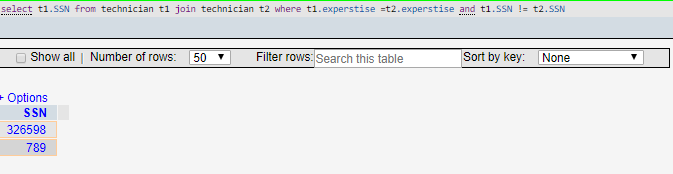 select t1.SSN from technician t1 join technician t2 where t1.experstise =t2.experstise and t1.SSN != t2.SSN
Show all | Number of rows: 50 Filter rows: Search this table Sort by key: None
+ Options
SSN
326598
789